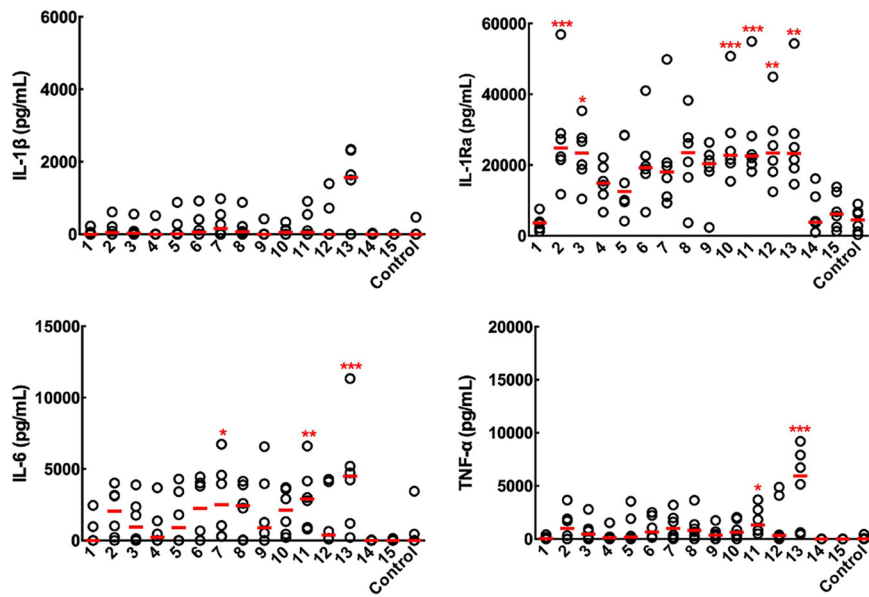 IL-1β (pg/mL)
6000
4000
2000
0
1 2 3 4 5 6 7 8 9 10 11 12 13 14 15 Control
IL-1Ra (pg/mL)
60000
40000
20000
0
*** * *** *** ** **
1 2 3 4 5 6 7 8 9 10 11 12 13 14 15 Control
IL-6 (pg/mL)
15000
10000
5000
0
* ** ***
1 2 3 4 5 6 7 8 9 10 11 12 13 14 15 Control
TNF-α (pg/mL)
20000
15000
10000
5000
0
* ***
1 2 3 4 5 6 7 8 9 10 11 12 13 14 15 Control